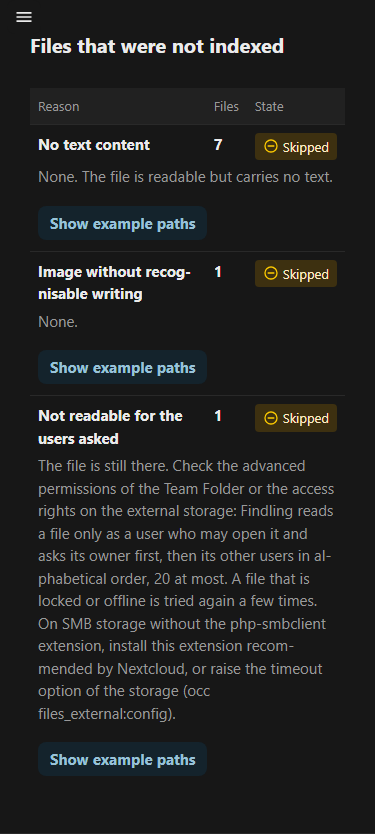 Files that were not indexed
Reason Files State
No text content 7 Skipped
None. The file is readable but carries no text.
Show example paths
Image without recog-
nisable writing 1 Skipped
None.
Show example paths
Not readable for the
users asked 1 Skipped
The file is still there. Check the advanced
permissions of the Team Folder or the access
rights on the external storage: Findling reads
a file only as a user who may open it and
asks its owner first, then its other users in al-
phabetical order, 20 at most. A file that is
locked or offline is tried again a few times.
On SMB storage without the php-smbclient
extension, install this extension recom-
mended by Nextcloud, or raise the timeout
option of the storage (occ
files_external:config).
Show example paths